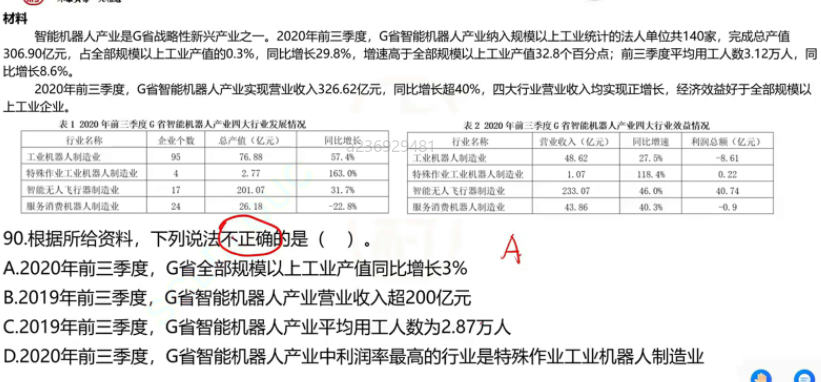 材料
智能机器人产业是G省战略性新兴产业之一。2020年前三季度，G省智能机器人产业纳入规模以上工业统计的法人单位共140家，完成总产值
306.90亿元，占全部规模以上工业产值的0.3%，同比增长29.8%，增速高于全部规模以上工业产值32.8个百分点；前三季度平均用工人数3.12万人，同
比增长8.6%。
2020年前三季度，G省智能机器人产业实现营业收入326.62亿元，同比增长超40%，四大行业营业收入均实现正增长，经济效益好于全部规模以
上工业企业。
表 1 2020 年前三季度 G 省智能机器人产业四大行业发展情况
行业名称 企业个数 总产值（亿元） 同比增长
工业机器人制造业 95 76.88 57.4%
特殊作业工业机器人制造业 4 2.77 163.0%
智能无人飞行器制造业 17 201.07 31.7%
服务消费机器人制造业 24 26.18 -22.8%
表 2 2020 年前三季度 G 省智能机器人产业四大行业效益情况
行业名称 营业收入（亿元） 同比增速 利润总额（亿元）
工业机器人制造业 48.62 27.5% -8.61
特殊作业工业机器人制造业 1.07 118.4% 0.22
智能无人飞行器制造业 233.07 46.0% 40.74
服务消费机器人制造业 43.86 40.3% -0.9
a236929481
90.根据所给资料，下列说法不正确的是（ ）。
A
A.2020年前三季度，G省全部规模以上工业产值同比增长3%
B.2019年前三季度，G省智能机器人产业营业收入超200亿元
C.2019年前三季度，G省智能机器人产业平均用工人数为2.87万人
D.2020年前三季度，G省智能机器人产业中利润率最高的行业是特殊作业工业机器人制造业